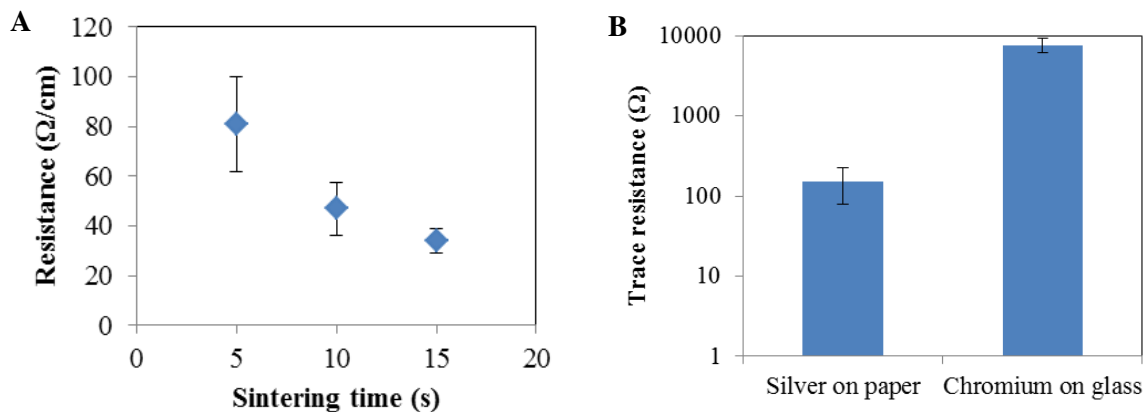 A
Resistance (Ω/cm)
120
100
80
60
40
20
0
0 5 10 15 20
Sintering time (s)
B
Trace resistance (Ω)
10000
1000
100
10
1
Silver on paper Chromium on glass